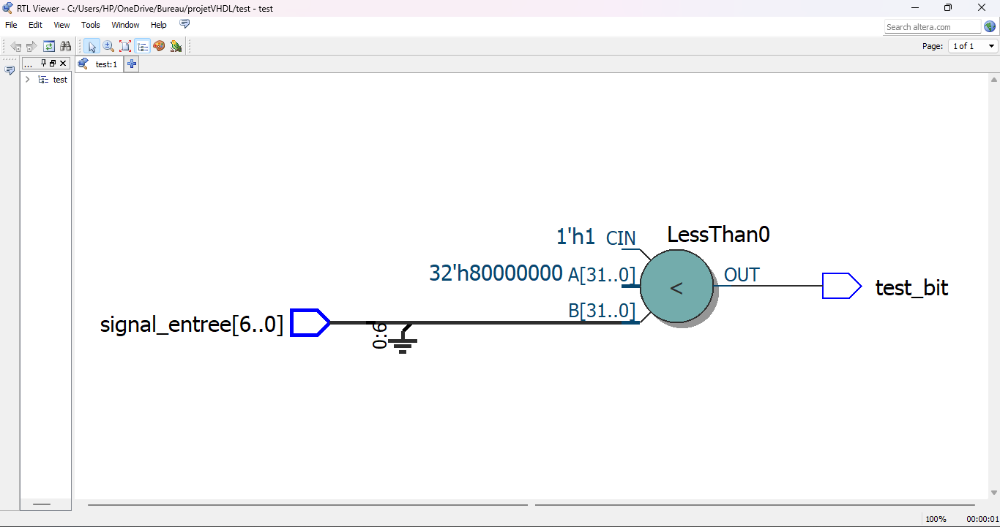 RTL Viewer - C:/Users/HP/OneDrive/Bureau/projetVHDL/test - test
File Edit View Tools Window Help
Search altera.com
Page: 1 of 1
...
test:1
test
1'h1 CIN
LessThan0
32'h80000000 A[31..0]
<
OUT
test_bit
B[31..0]
signal_entree[6..0]
0:6
100% 00:00:01